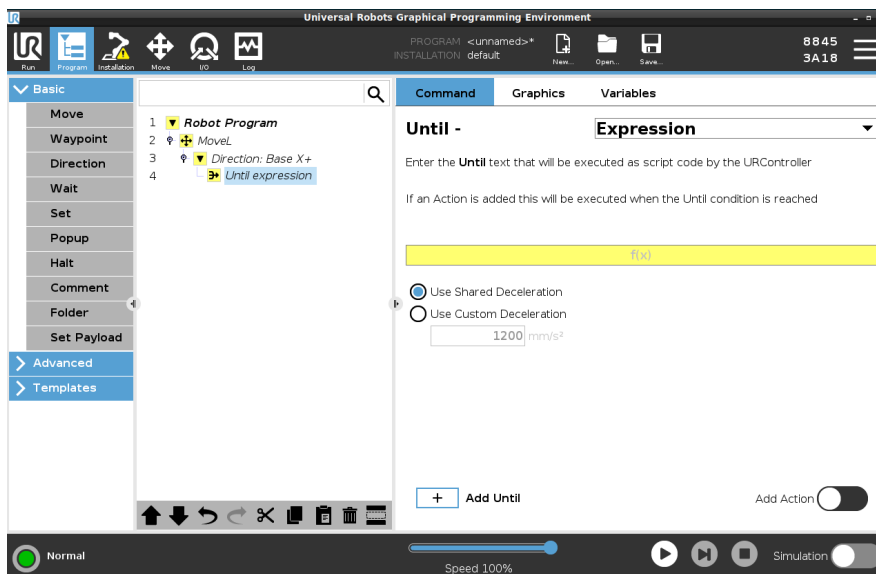 Universal Robots Graphical Programming Environment
UR
Run
Program
Installation
Move
I/O
Log
PROGRAM <unnamed>*
INSTALLATION default
New...
Open...
Save...
8845
3A18
Basic
Move
Waypoint
Direction
Wait
Set
Popup
Halt
Comment
Folder
Set Payload
Advanced
Templates
1 Robot Program
2 MoveL
3 Direction: Base X+
4 Until expression
Command Graphics Variables
Until - Expression
Enter the Until text that will be executed as script code by the URController
If an Action is added this will be executed when the Until condition is reached
f(x)
Use Shared Deceleration
Use Custom Deceleration
1200 mm/s²
+ Add Until
Add Action
Normal
Speed 100%
Simulation